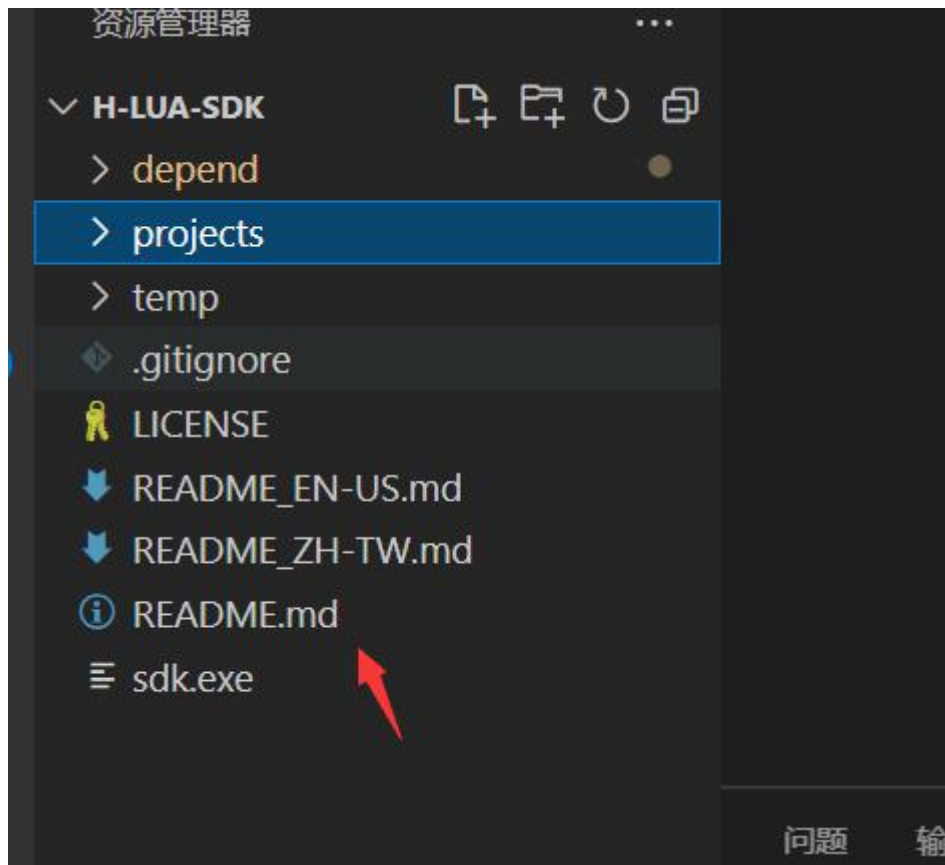 资源管理器
H-LUA-SDK
depend
projects
temp
.gitignore
LICENSE
README_EN-US.md
README_ZH-TW.md
README.md
sdk.exe
问题 输